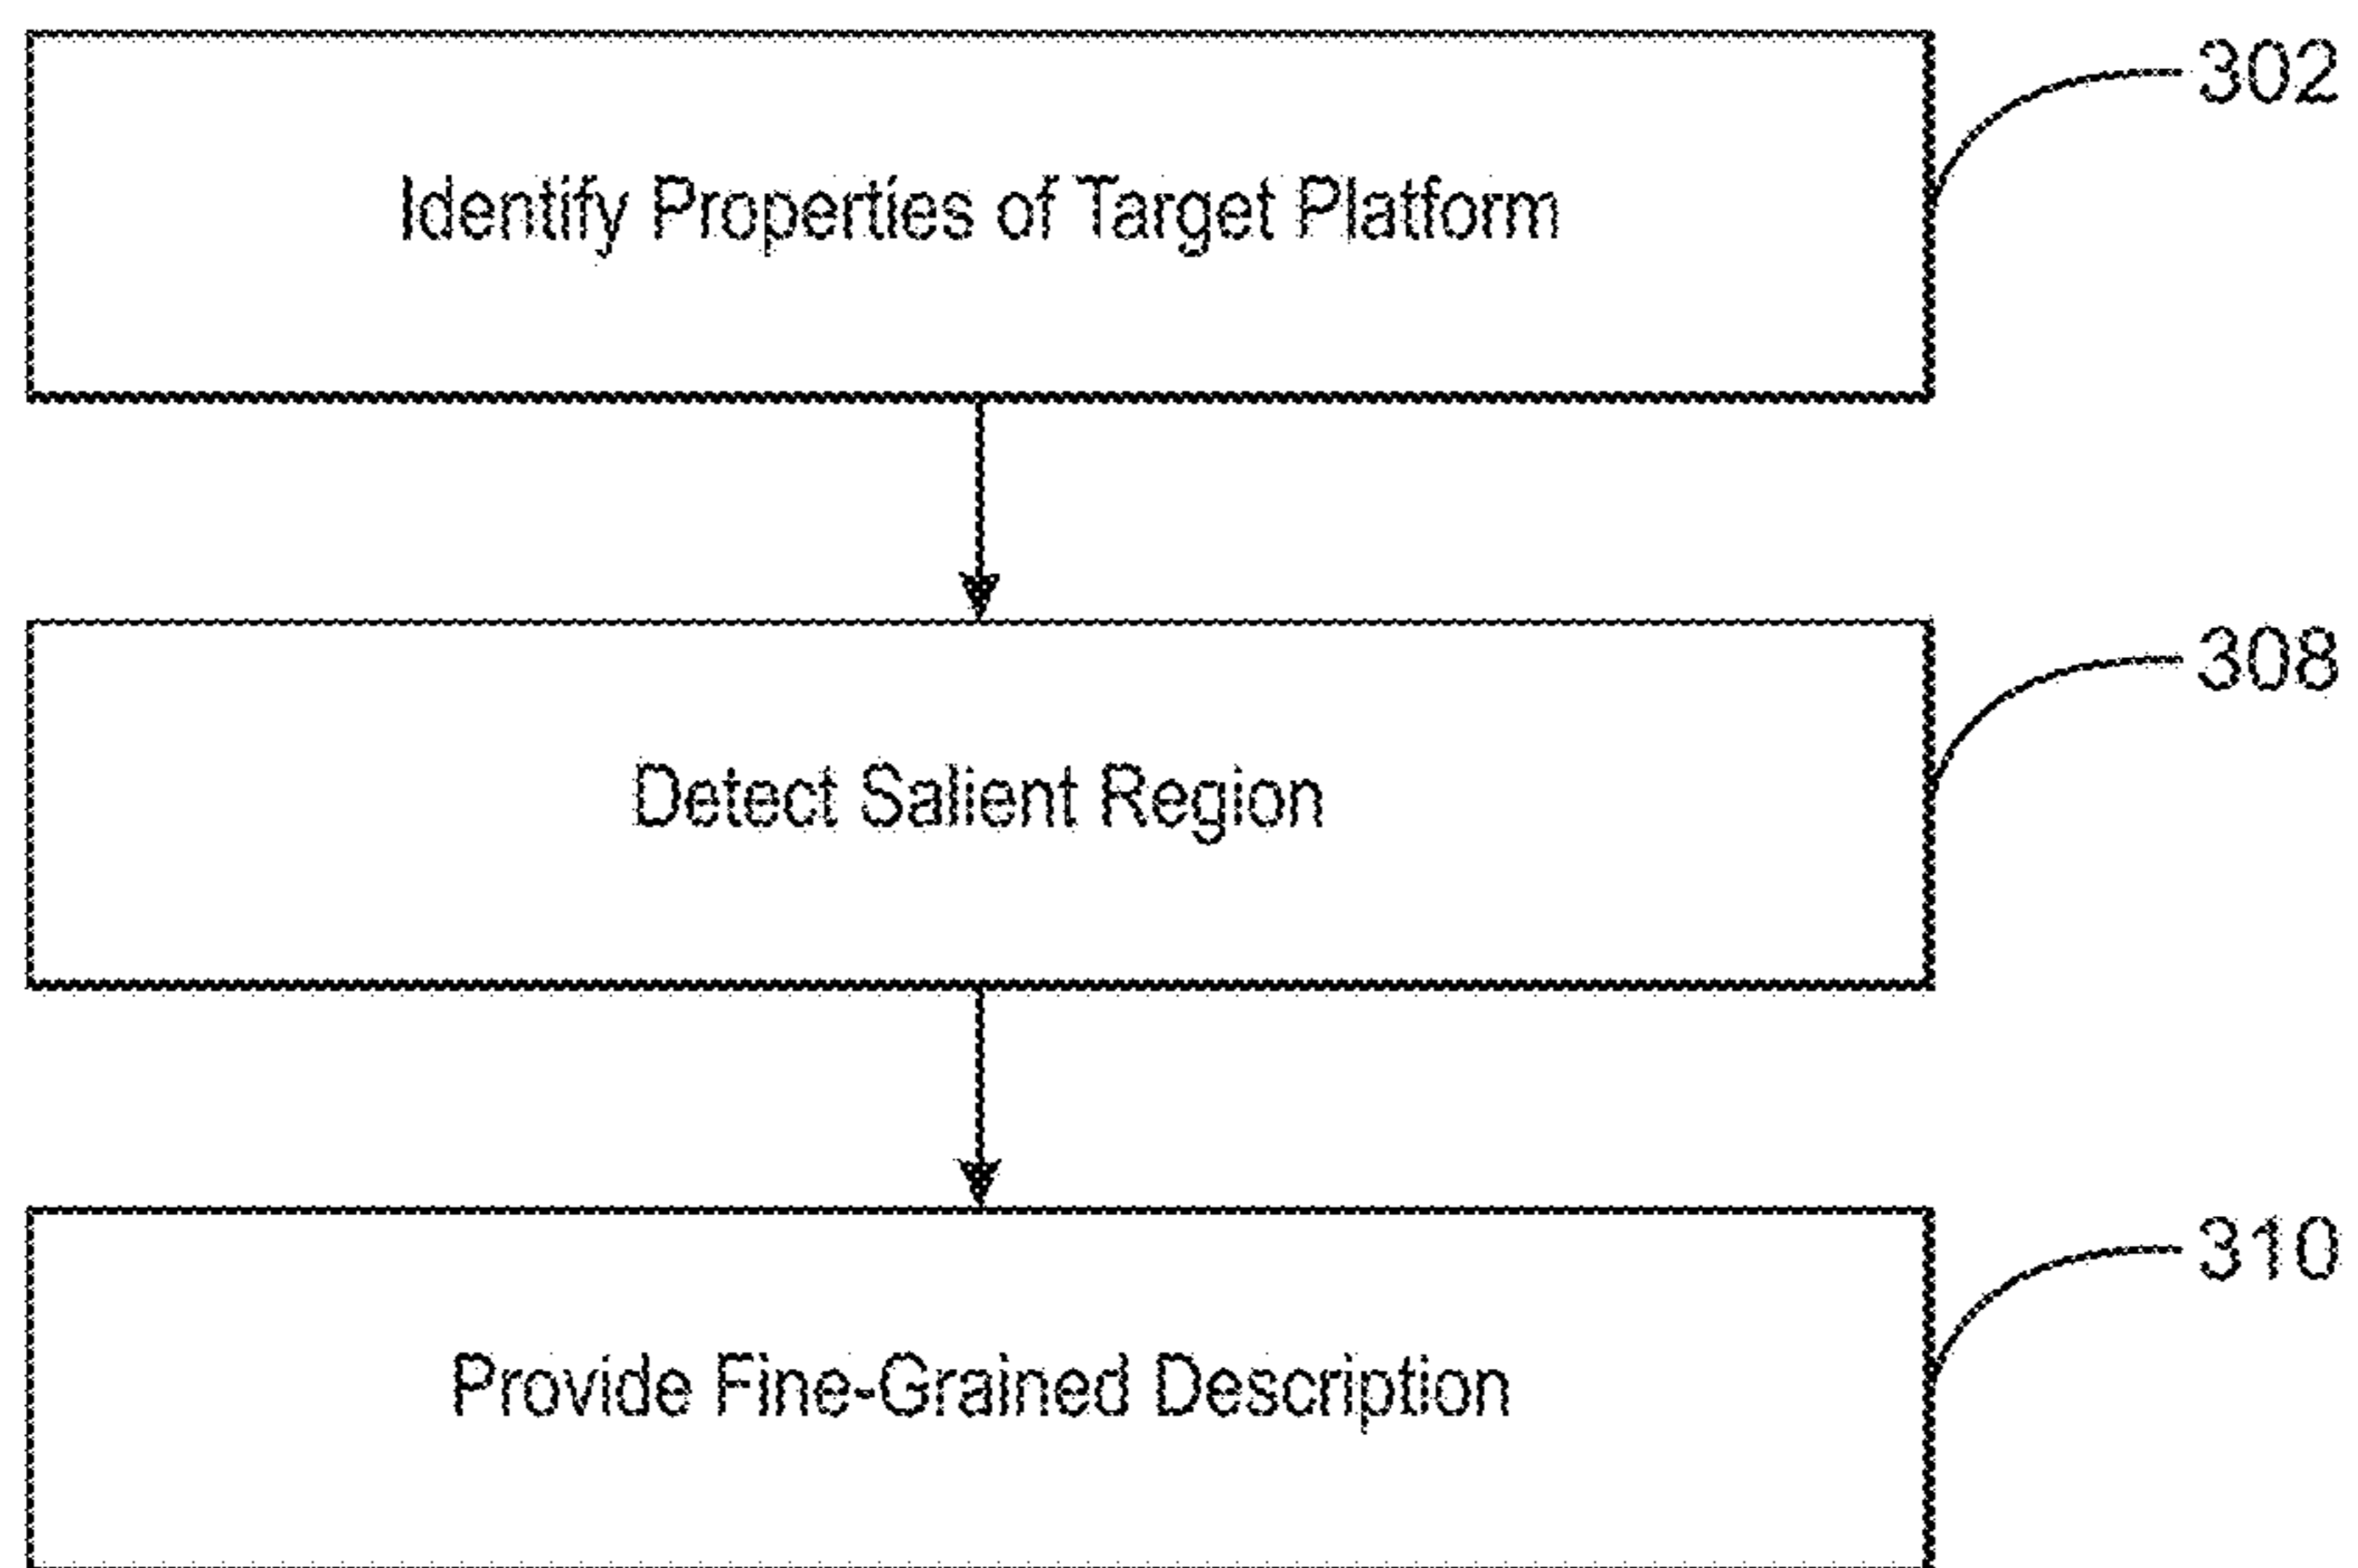 302
Identify Properties of Target Platform
308
Detect Salient Region
310
Provide Fine-Grained Description